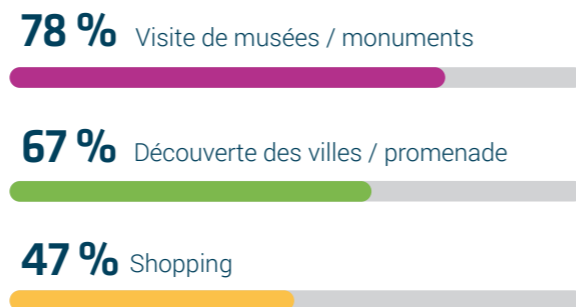 78 % Visite de musées / monuments
67 % Découverte des villes / promenade
47 % Shopping